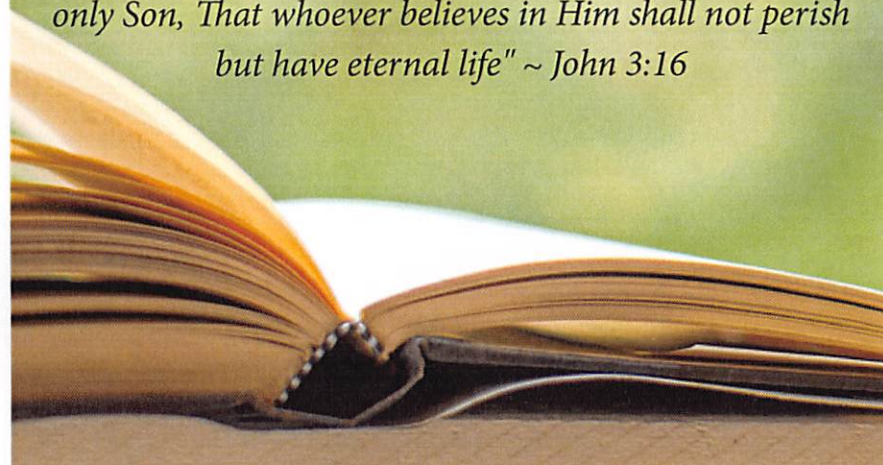 only Son, That whoever believes in Him shall not perish
but have eternal life" ~ John 3:16